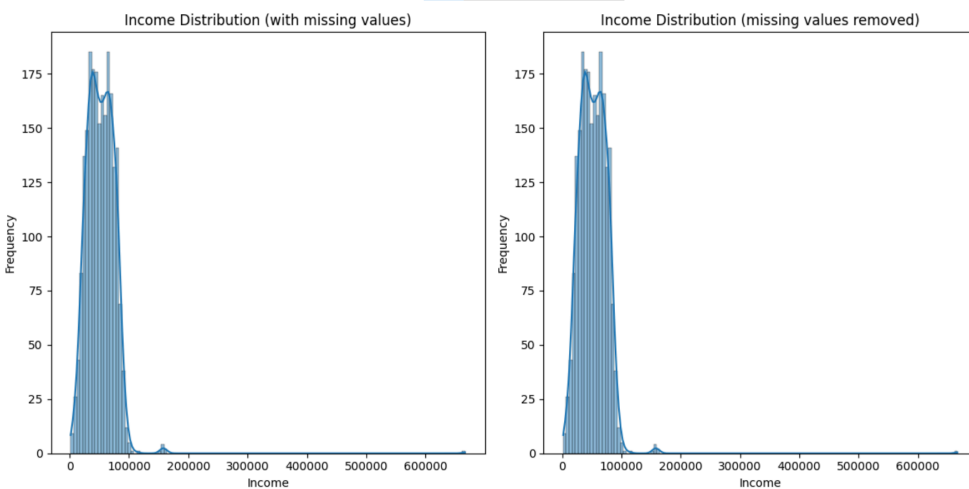 Income Distribution (with missing values)
175
150
125
100
75
50
25
0
Frequency
0 100000 200000 300000 400000 500000 600000
Income
Income Distribution (missing values removed)
175
150
125
100
75
50
25
0
Frequency
0 100000 200000 300000 400000 500000 600000
Income